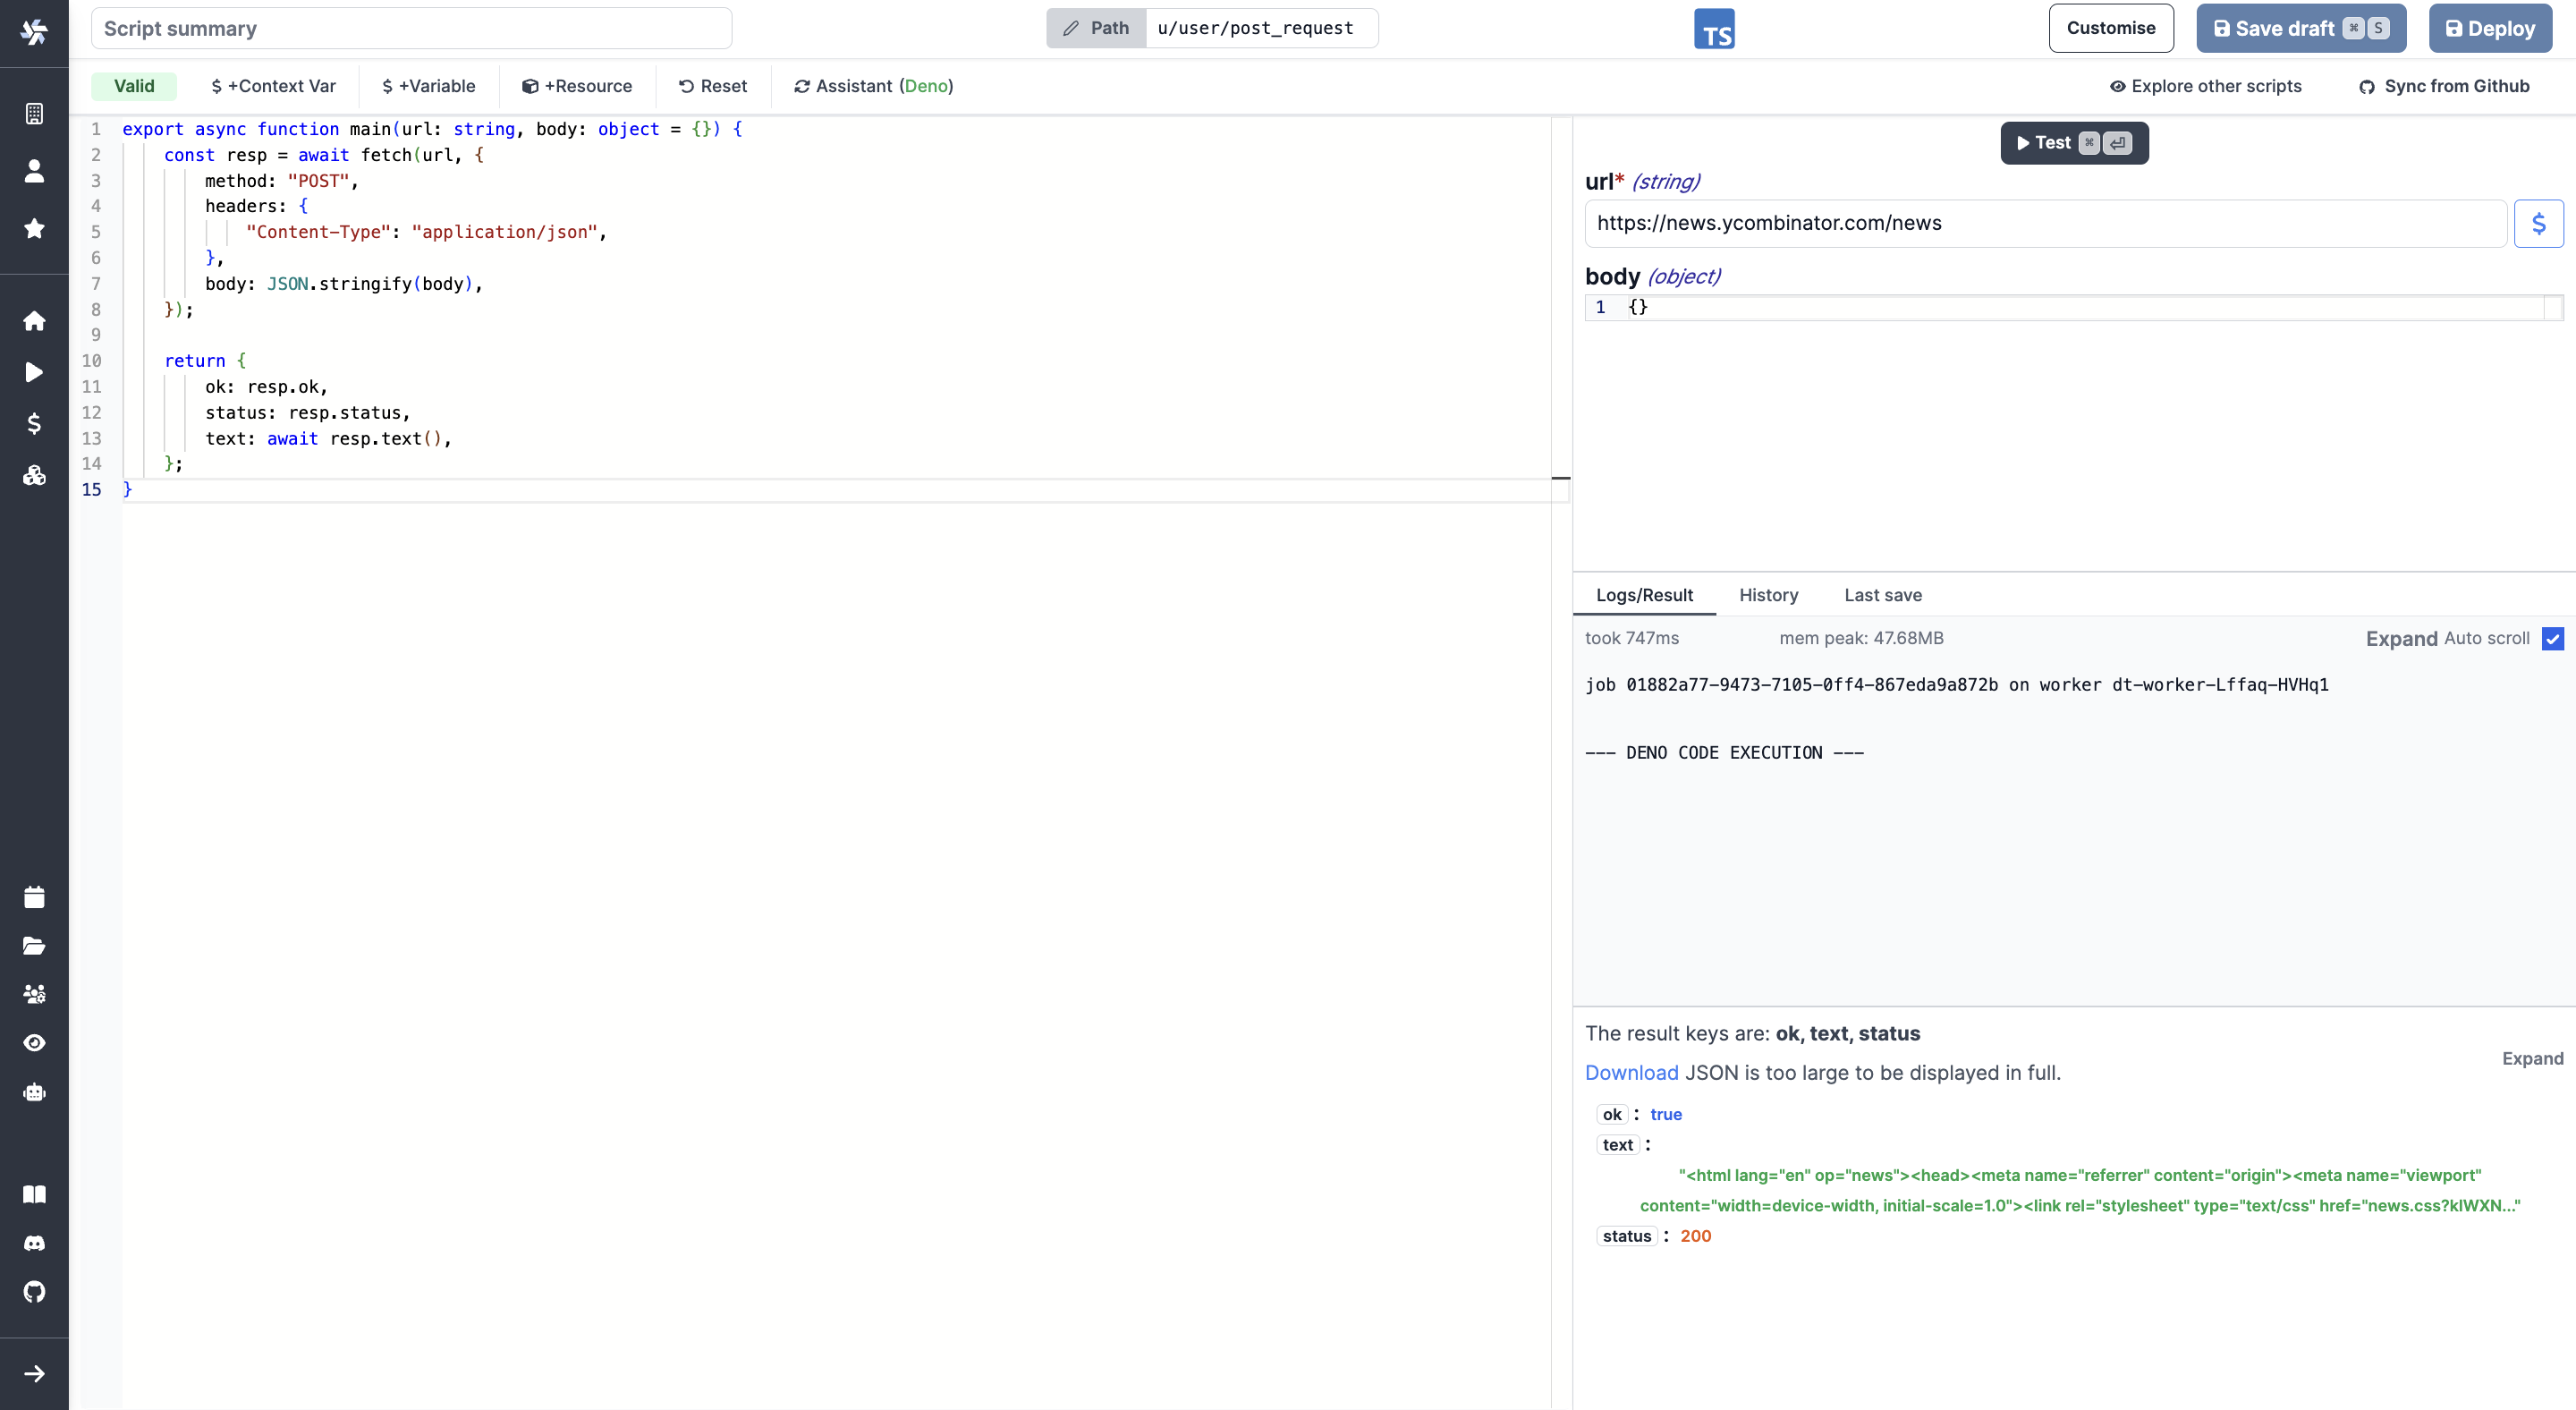 Script summary
Path u/user/post_request
TS
Customise
Save draft ⌘ S
Deploy
Valid
$ +Context Var
$ +Variable
+Resource
Reset
Assistant (Deno)
Explore other scripts
Sync from Github
1 export async function main(url: string, body: object = {}) {
2 const resp = await fetch(url, {
3 method: "POST",
4 headers: {
5 "Content-Type": "application/json",
6 },
7 body: JSON.stringify(body),
8 });
9
10 return {
11 ok: resp.ok,
12 status: resp.status,
13 text: await resp.text(),
14 };
15 }
Test ⌘ ⏎
url* (string)
https://news.ycombinator.com/news
$
body (object)
1 {}
Logs/Result History Last save
took 747ms mem peak: 47.68MB Expand Auto scroll
job 01882a77-9473-7105-0ff4-867eda9a872b on worker dt-worker-Lffaq-HVHq1
--- DENO CODE EXECUTION ---
The result keys are: ok, text, status
Expand
Download JSON is too large to be displayed in full.
ok : true
text :
"<html lang="en" op="news"><head><meta name="referrer" content="origin"><meta name="viewport"
content="width=device-width, initial-scale=1.0"><link rel="stylesheet" type="text/css" href="news.css?klWXN..."
status : 200